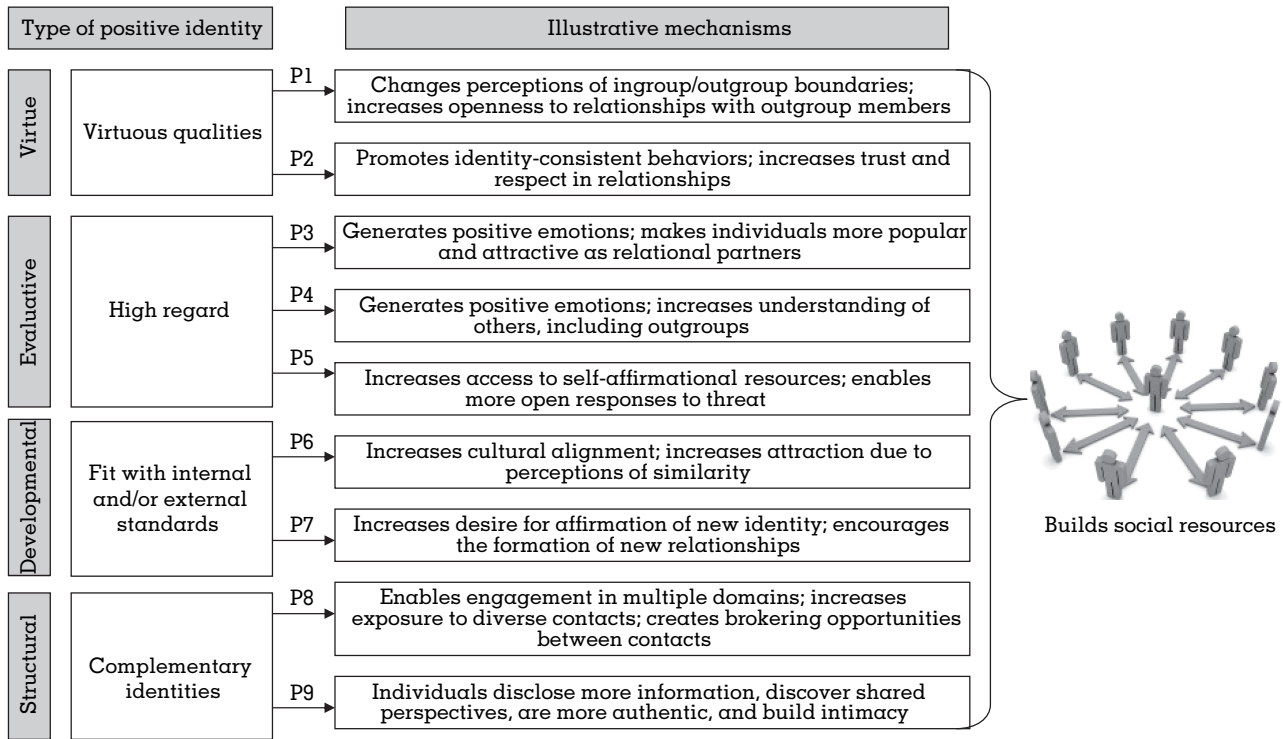 Type of positive identity
Illustrative mechanisms
Virtue
Virtuous qualities
P1
Changes perceptions of ingroup/outgroup boundaries;
increases openness to relationships with outgroup members
P2
Promotes identity-consistent behaviors; increases trust and
respect in relationships
Evaluative
High regard
P3
Generates positive emotions; makes individuals more popular
and attractive as relational partners
P4
Generates positive emotions; increases understanding of
others, including outgroups
P5
Increases access to self-affirmational resources; enables
more open responses to threat
Developmental
Fit with internal
and/or external
standards
P6
Increases cultural alignment; increases attraction due to
perceptions of similarity
P7
Increases desire for affirmation of new identity; encourages
the formation of new relationships
Structural
Complementary
identities
P8
Enables engagement in multiple domains; increases
exposure to diverse contacts; creates brokering opportunities
between contacts
P9
Individuals disclose more information, discover shared
perspectives, are more authentic, and build intimacy
Builds social resources